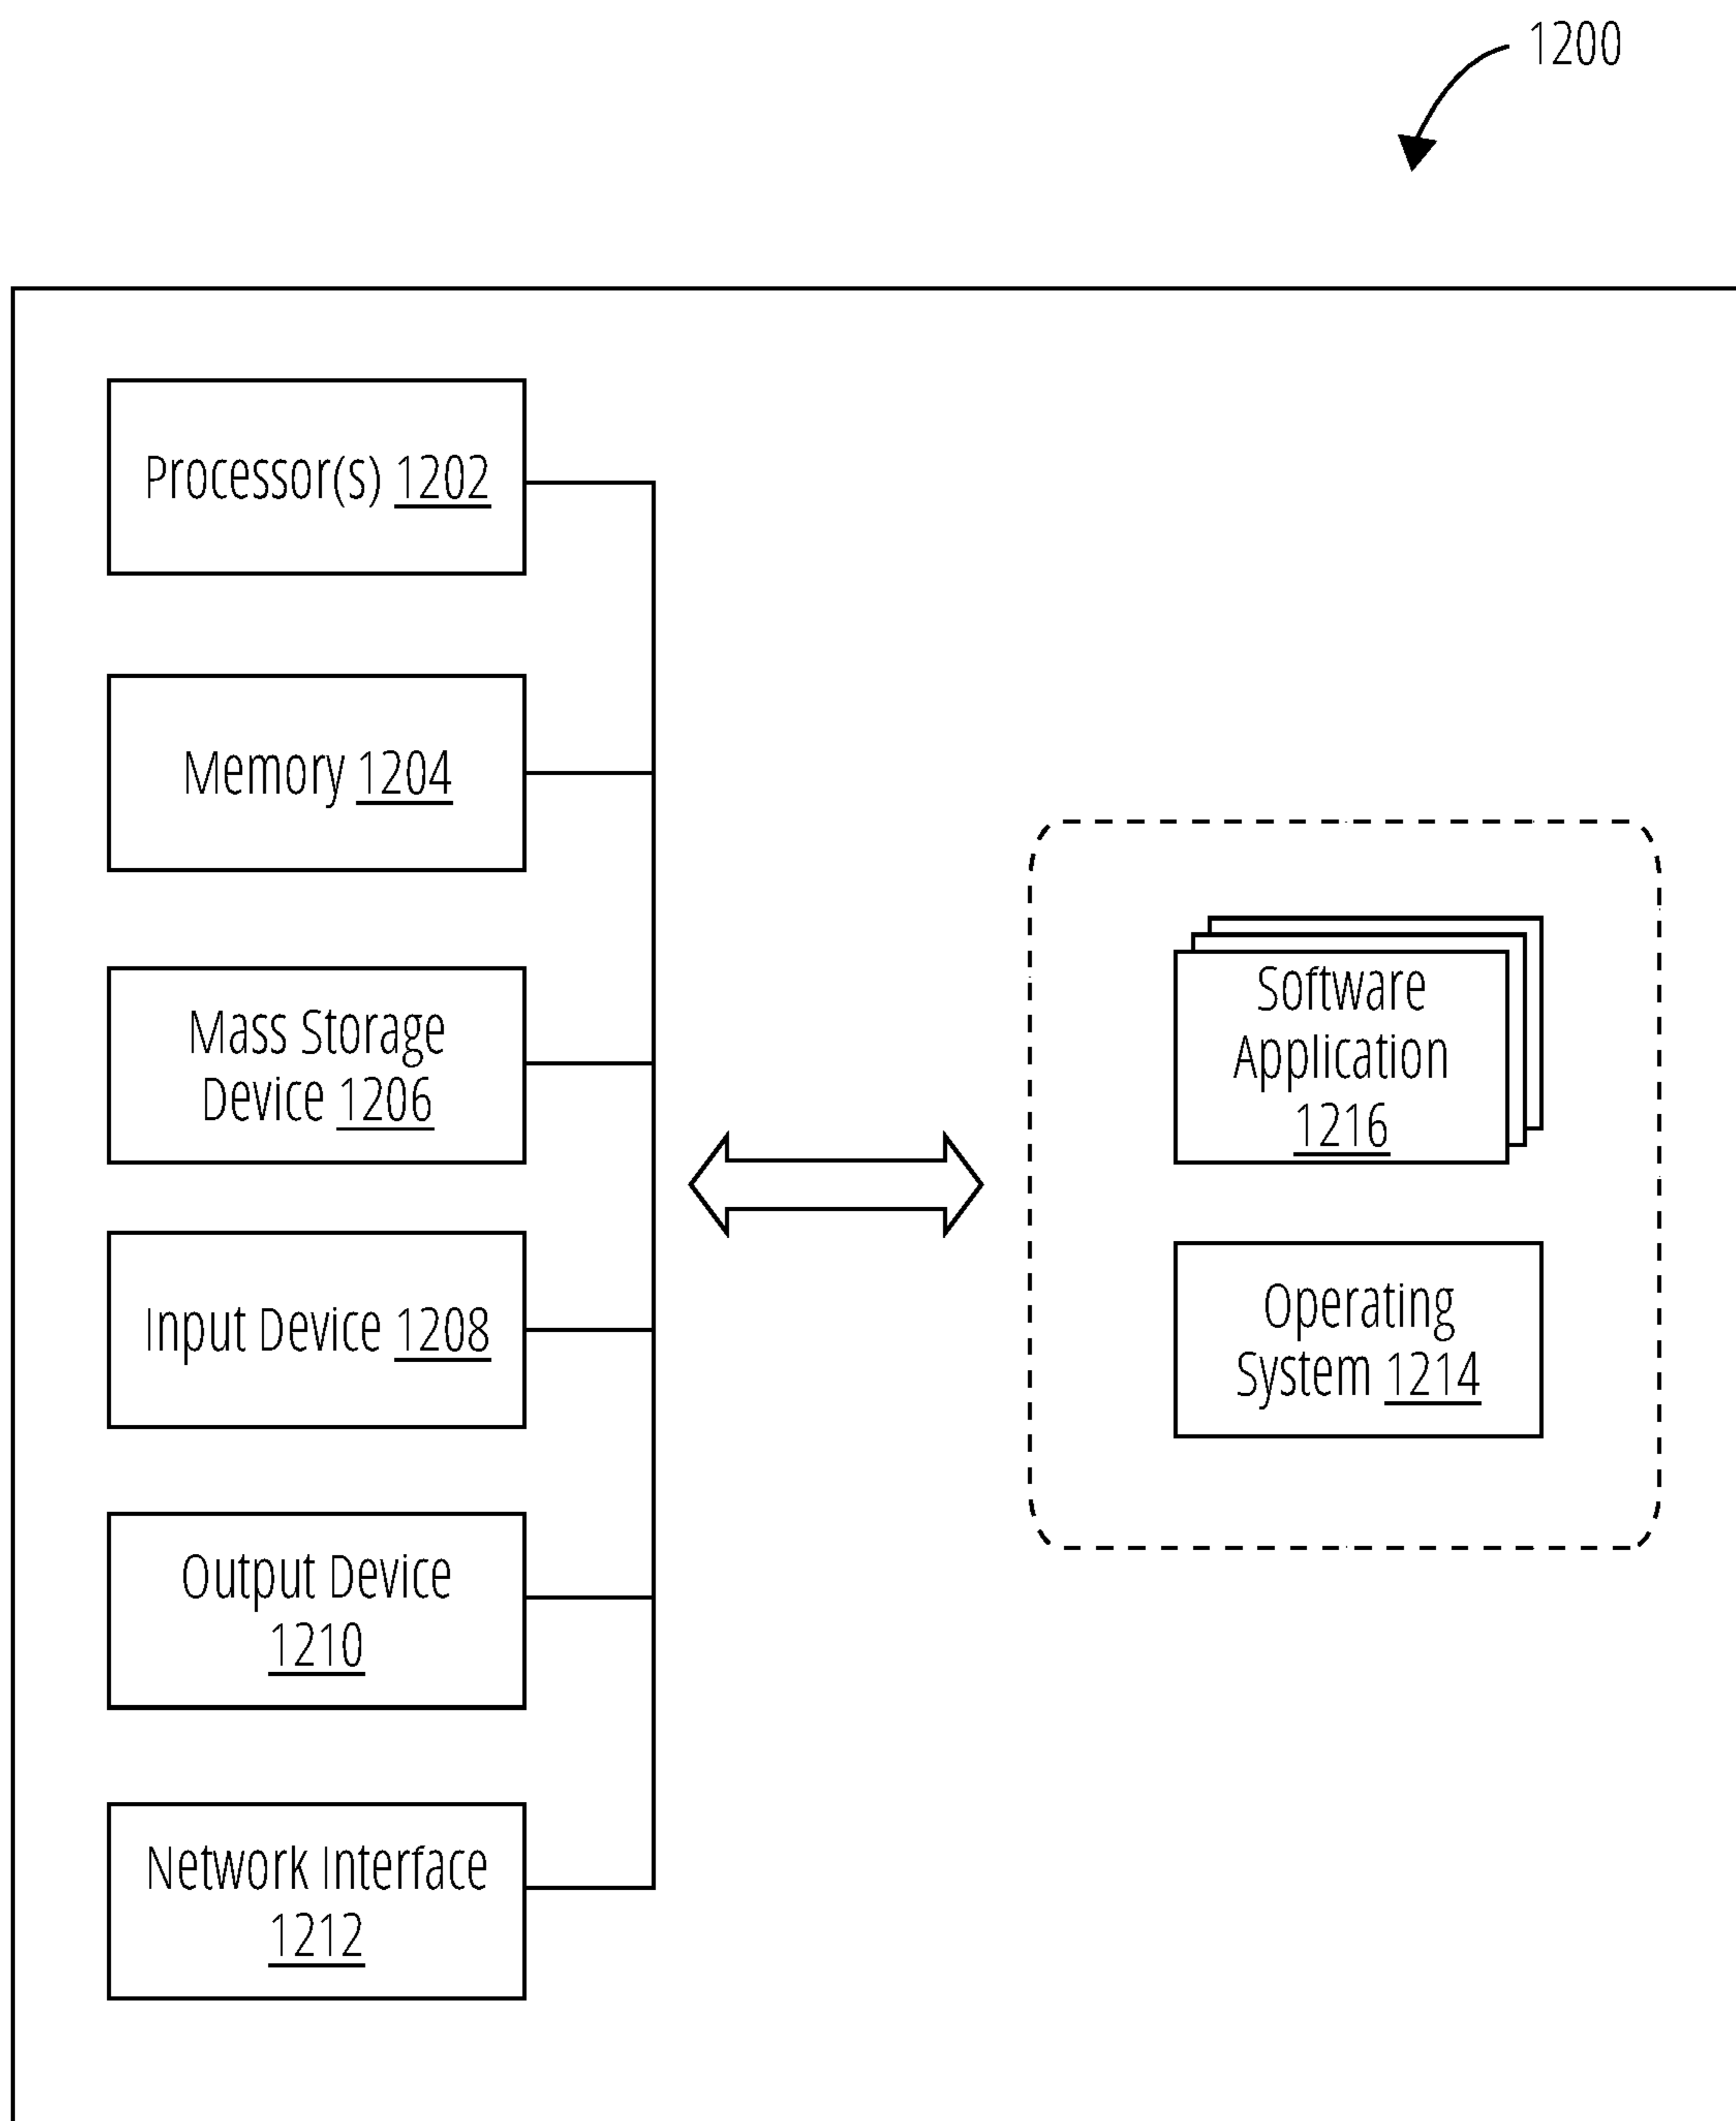 1200
Processor(s) 1202
Memory 1204
Mass Storage
Device 1206
Input Device 1208
Output Device
1210
Network Interface
1212
Software
Application
1216
Operating
System 1214